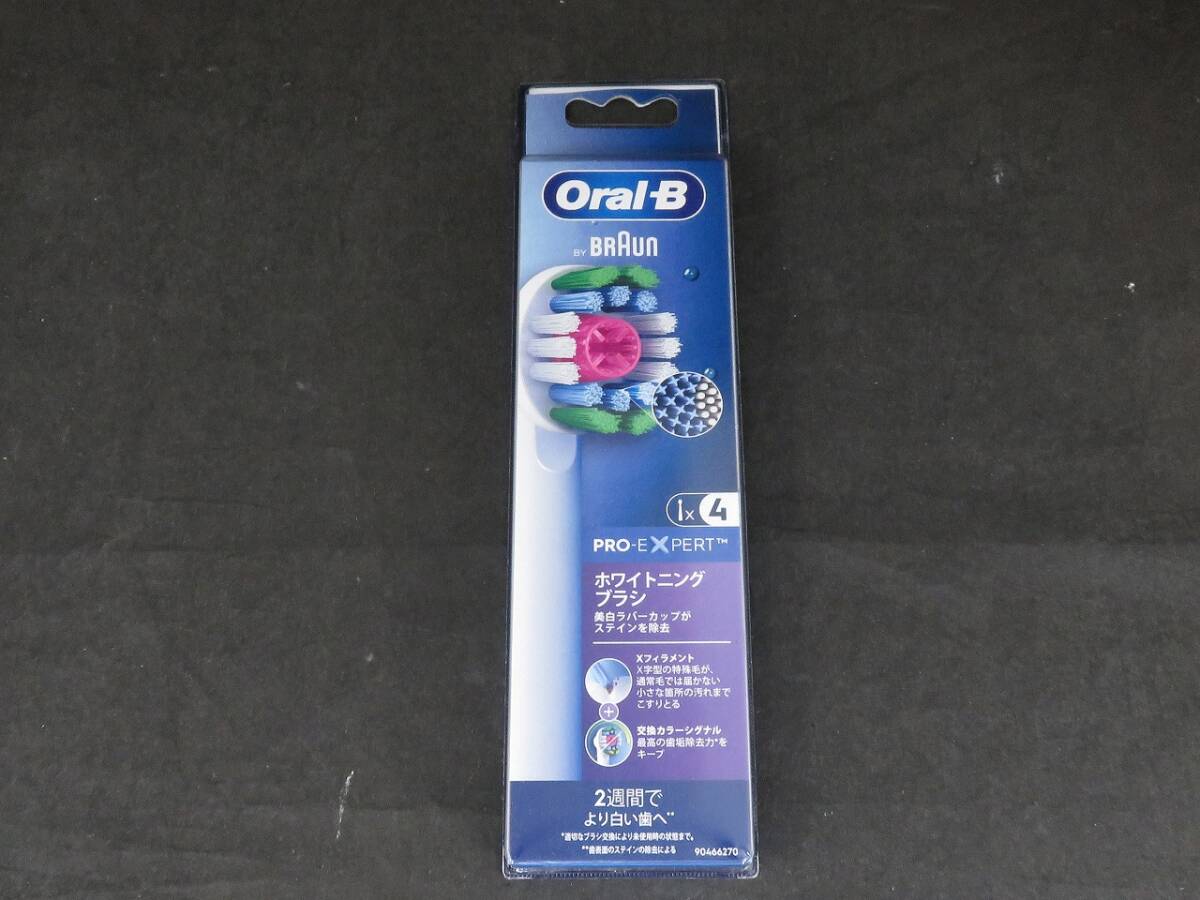 Oral-B
BY BRAUN
1x 4
PRO-EXPERT™
ホワイトニング
ブラシ
美白ラバーカップが
ステインを除去
Xフィラメント
X字型の特殊毛が、
通常毛では届かない
小さな箇所の汚れまで
こすりとる
+
交換カラーシグナル
最高の歯垢除去力*を
キープ
2週間で
より白い歯へ**
*適切なブラシ交換により未使用時の状態まで。
**歯表面のステインの除去による
90466270